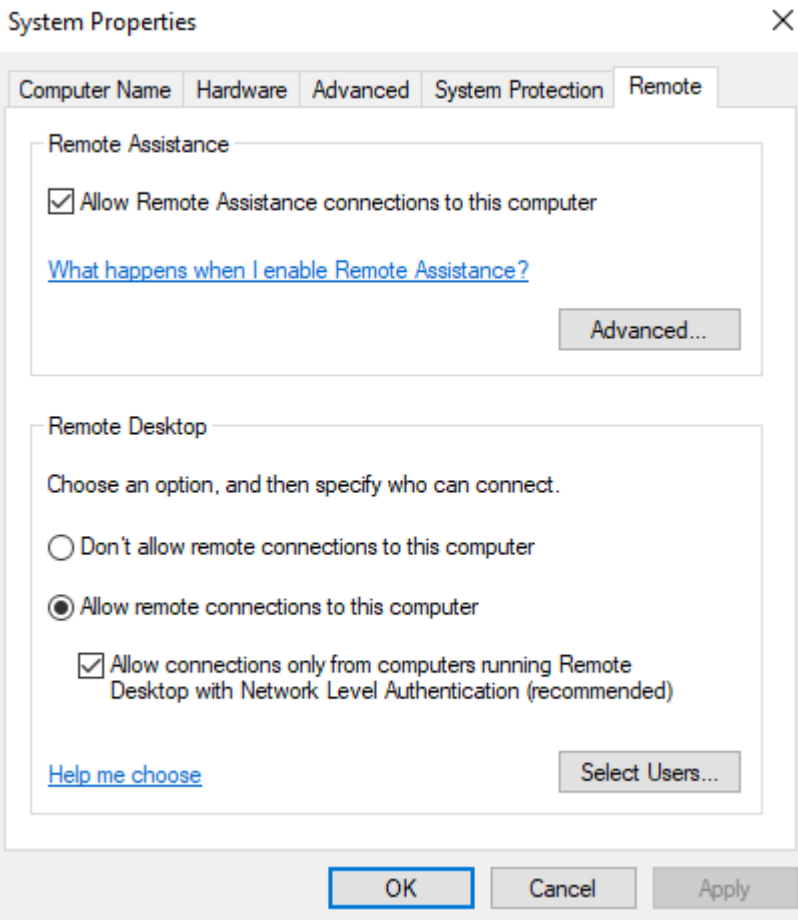 System Properties
Computer Name
Hardware
Advanced
System Protection
Remote
Remote Assistance
Allow Remote Assistance connections to this computer
What happens when I enable Remote Assistance?
Advanced...
Remote Desktop
Choose an option, and then specify who can connect.
Don't allow remote connections to this computer
Allow remote connections to this computer
Allow connections only from computers running Remote
Desktop with Network Level Authentication (recommended)
Help me choose
Select Users...
OK
Cancel
Apply